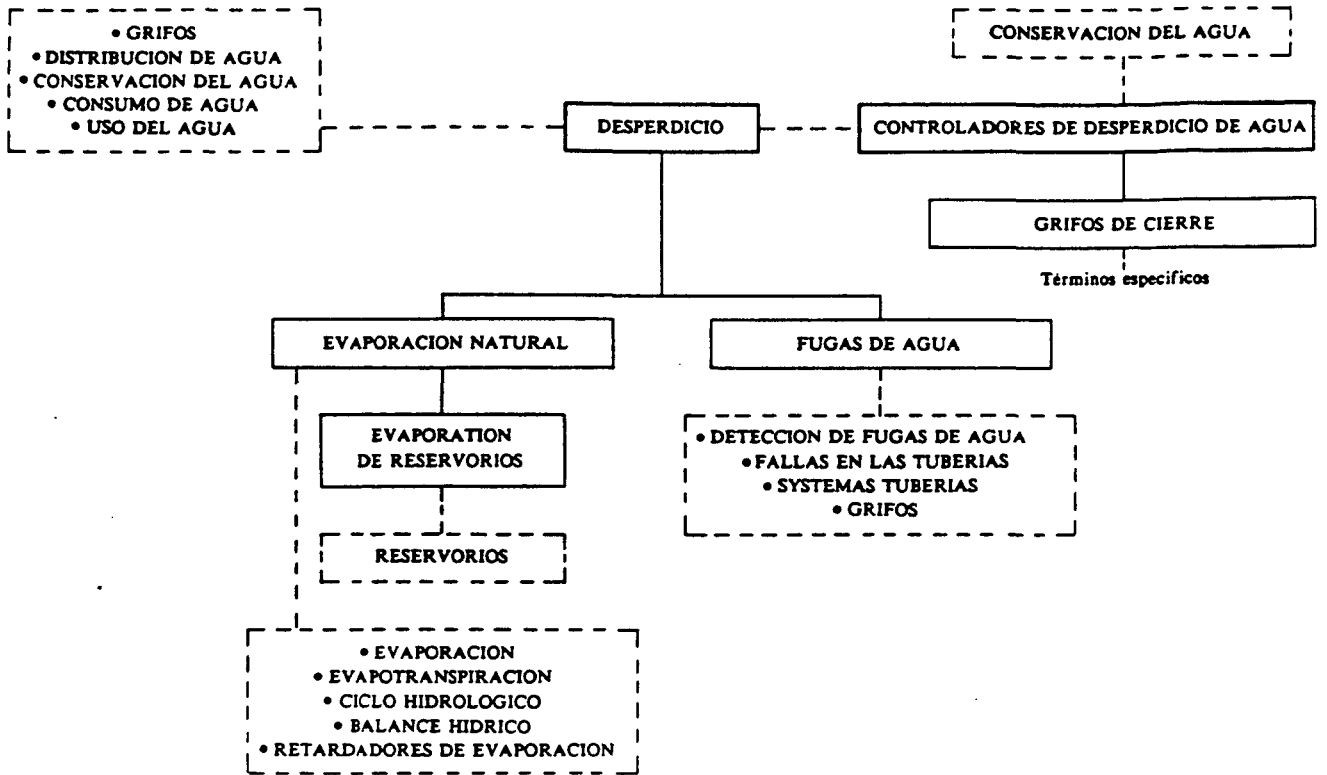 • GRIFOS
• DISTRIBUCION DE AGUA
• CONSERVACION DEL AGUA
• CONSUMO DE AGUA
• USO DEL AGUA
DESPERDICIO
CONSERVACION DEL AGUA
CONTROLADORES DE DESPERDICIO DE AGUA
GRIFOS DE CIERRE
Términos específicos
EVAPORACION NATURAL
FUGAS DE AGUA
EVAPORATION
DE RESERVORIOS
RESERVORIOS
• DETECCION DE FUGAS DE AGUA
• FALLAS EN LAS TUBERIAS
• SYSTEMAS TUBERIAS
• GRIFOS
• EVAPORACION
• EVAPOTRANSPIRACION
• CICLO HIDROLOGICO
• BALANCE HIDRICO
• RETARDADORES DE EVAPORACION